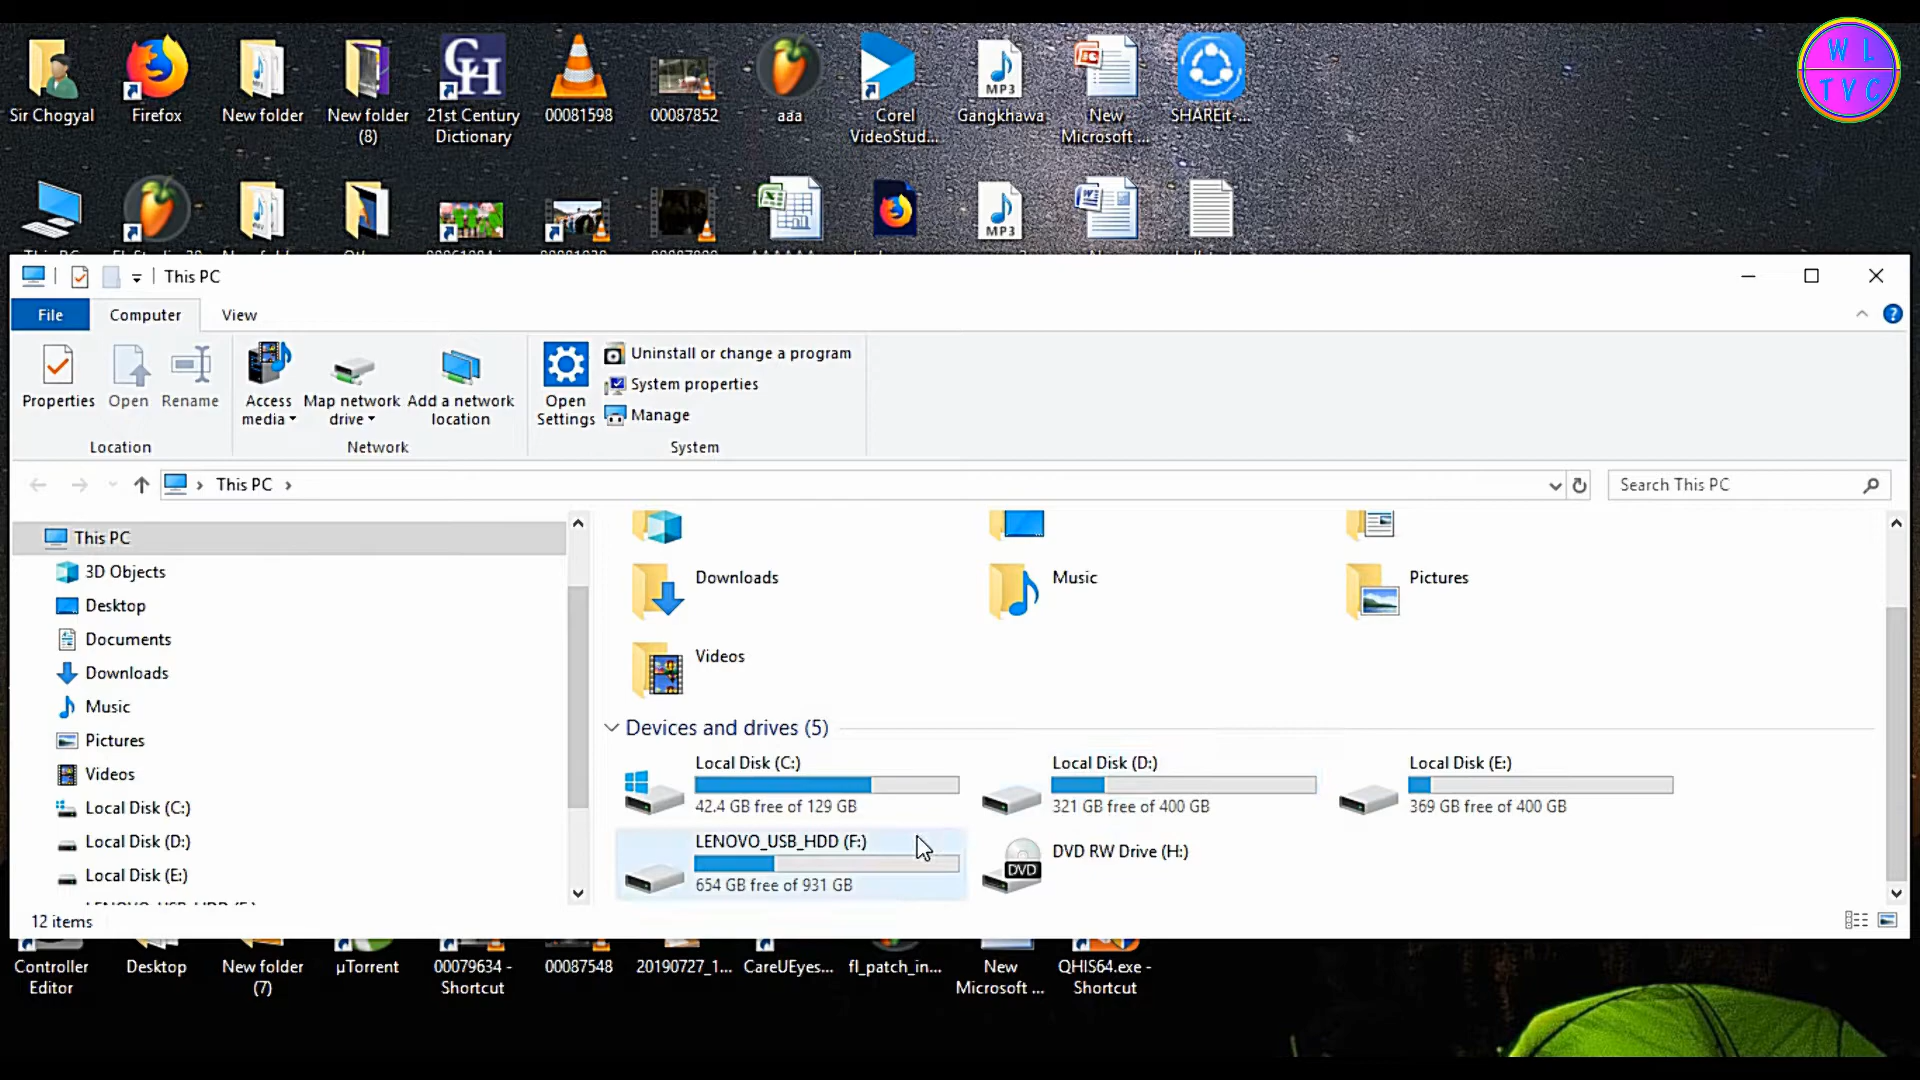 W L
T V C
Sir Chogyal
Firefox
New folder
New folder
(8)
21st Century
Dictionary
00081598
00087852
aaa
Corel
VideoStud...
Gangkhawa
New
Microsoft ...
SHAREit-...
MP3
MP3
This PC
File
Computer
View
Properties
Open
Rename
Access
media
Map network
drive
Add a network
location
Open
Settings
Uninstall or change a program
System properties
Manage
Location
Network
System
This PC
Search This PC
This PC
3D Objects
Desktop
Documents
Downloads
Music
Pictures
Videos
Local Disk (C:)
Local Disk (D:)
Local Disk (E:)
Downloads
Music
Pictures
Videos
Devices and drives (5)
Local Disk (C:)
42.4 GB free of 129 GB
Local Disk (D:)
321 GB free of 400 GB
Local Disk (E:)
369 GB free of 400 GB
LENOVO_USB_HDD (F:)
654 GB free of 931 GB
DVD
DVD RW Drive (H:)
12 items
Controller
Editor
Desktop
New folder
(7)
µTorrent
00079634 -
Shortcut
00087548
20190727_1...
CareUEyes...
fl_patch_in...
New
Microsoft ...
QHIS64.exe -
Shortcut